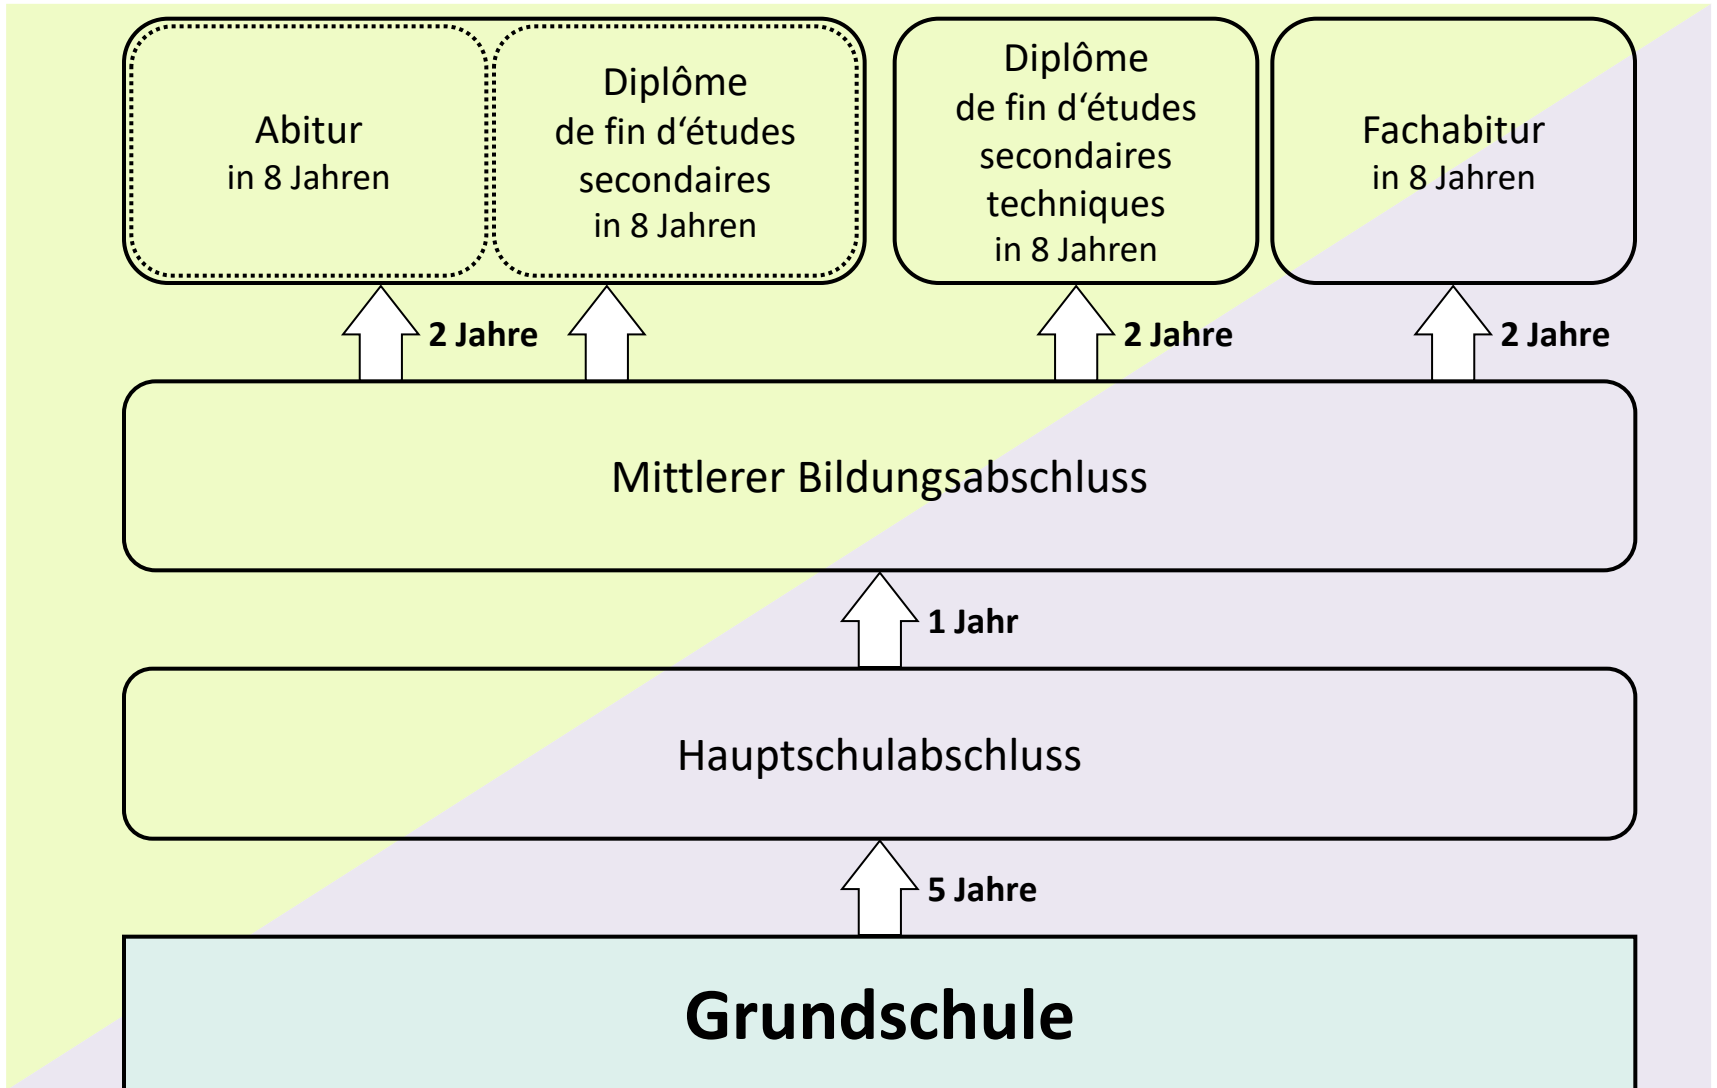 Abitur
in 8 Jahren
Diplôme
de fin d‘études
secondaires
in 8 Jahren
Diplôme
de fin d‘études
secondaires
techniques
in 8 Jahren
Fachabitur
in 8 Jahren
2 Jahre
2 Jahre
2 Jahre
Mittlerer Bildungsabschluss
1 Jahr
Hauptschulabschluss
5 Jahre
Grundschule